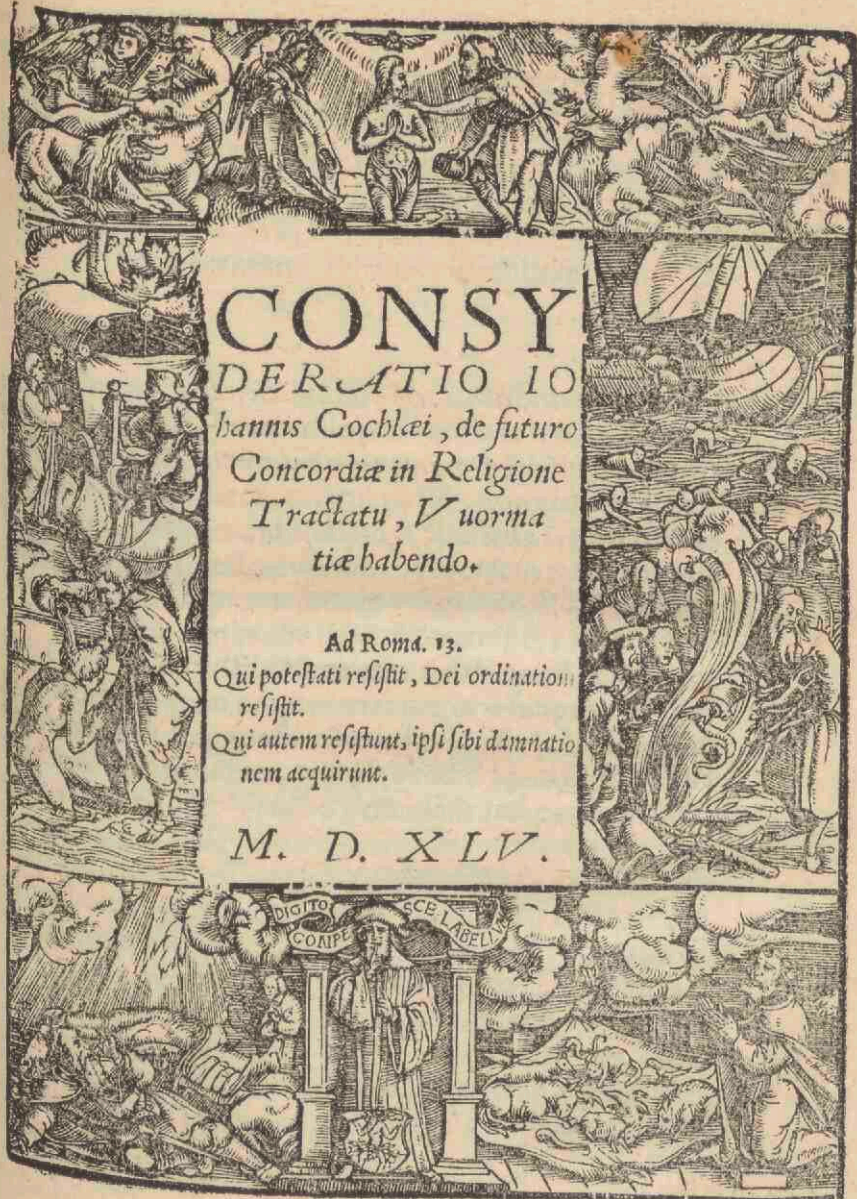 CONSY
DERATIO IO
hannis Cochlæi, de futuro
Concordiæ in Religione
Tractatu, Vuorma
tiæ habendo.
Ad Roma. 13.
Qui potestati resistit, Dei ordinationi
resistit.
Qui autem resistunt, ipsi sibi damnatio
nem acquirunt.
M. D. XLV.
DIGITO
COMPE
SCE LABELLV